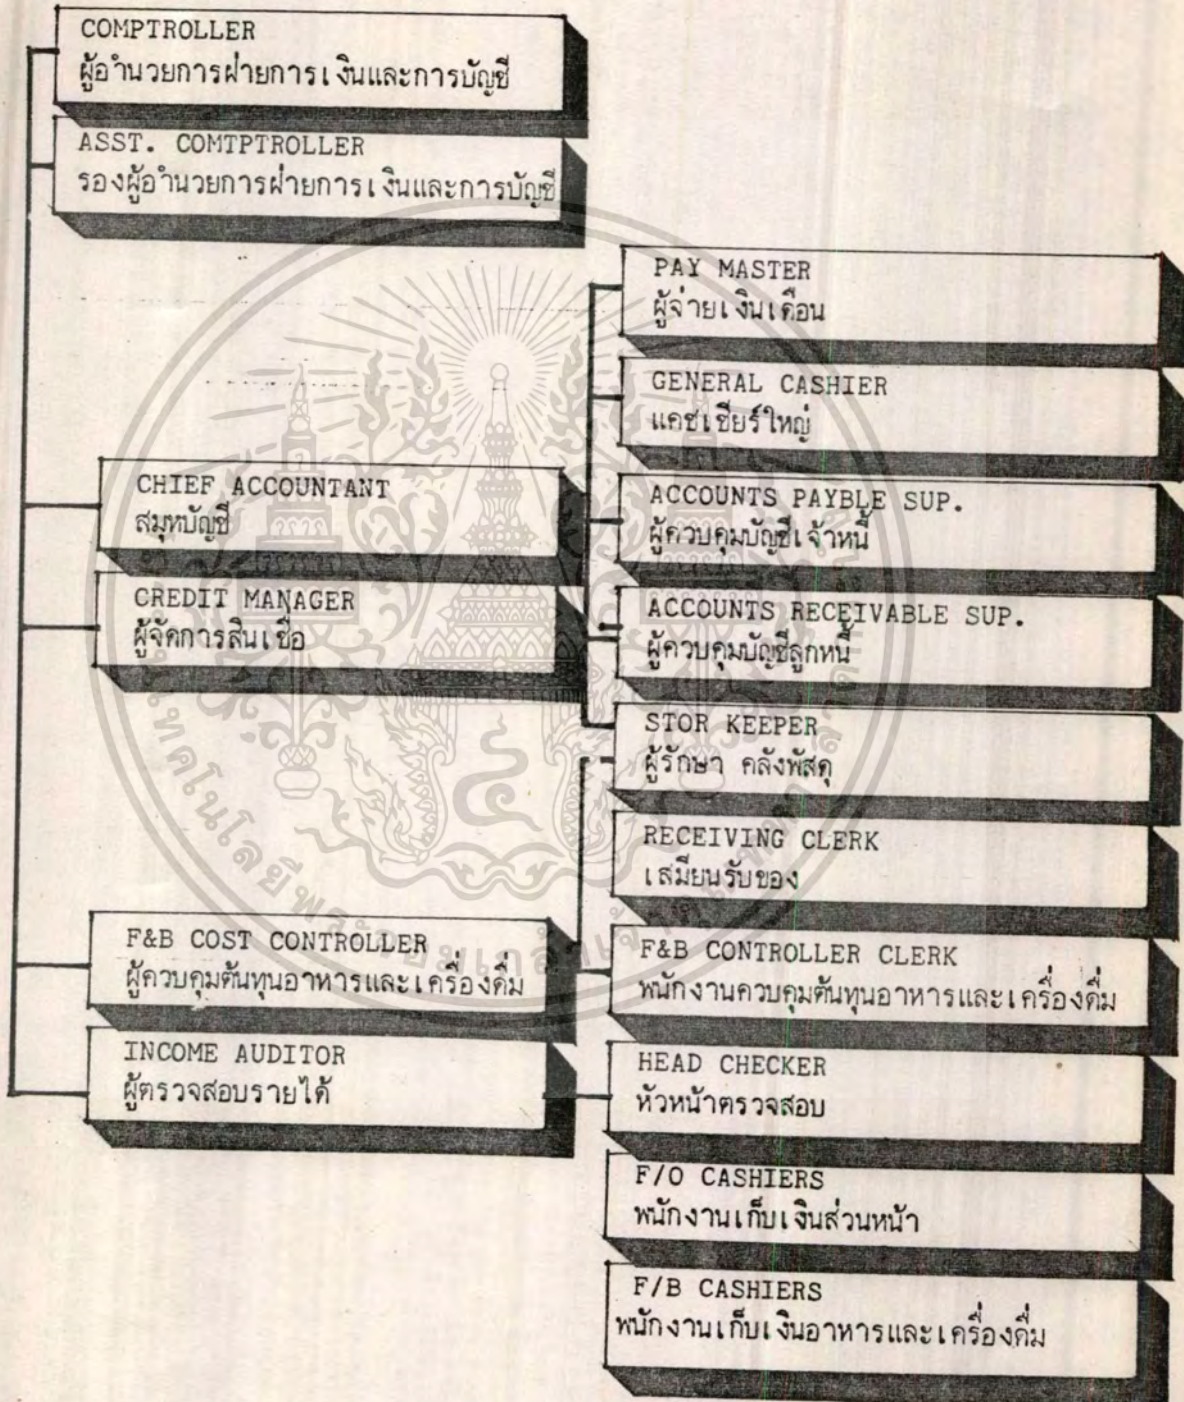 COMPTROLLER
ผู้อำนวยการฝ่ายการเงินและการบัญชี
ASST. COMTPTROLLER
รองผู้อำนวยการฝ่ายการเงินและการบัญชี
PAY MASTER
ผู้จ่ายเงินเดือน
GENERAL CASHIER
แคชเชียร์ใหญ่
CHIEF ACCOUNTANT
สมุหบัญชี
ACCOUNTS PAYBLE SUP.
ผู้ควบคุมบัญชีเจ้าหนี้
CREDIT MANAGER
ผู้จัดการสินเชื่อ
ACCOUNTS RECEIVABLE SUP.
ผู้ควบคุมบัญชีลูกหนี้
STOR KEEPER
ผู้รักษา คลังพัสดุ
RECEIVING CLERK
เสมียนรับของ
F&B COST CONTROLLER
ผู้ควบคุมต้นทุนอาหารและเครื่องดื่ม
F&B CONTROLLER CLERK
พนักงานควบคุมต้นทุนอาหารและเครื่องดื่ม
INCOME AUDITOR
ผู้ตรวจสอบรายได้
HEAD CHECKER
หัวหน้าตรวจสอบ
F/O CASHIERS
พนักงานเก็บเงินส่วนหน้า
F/B CASHIERS
พนักงานเก็บเงินอาหารและเครื่องดื่ม